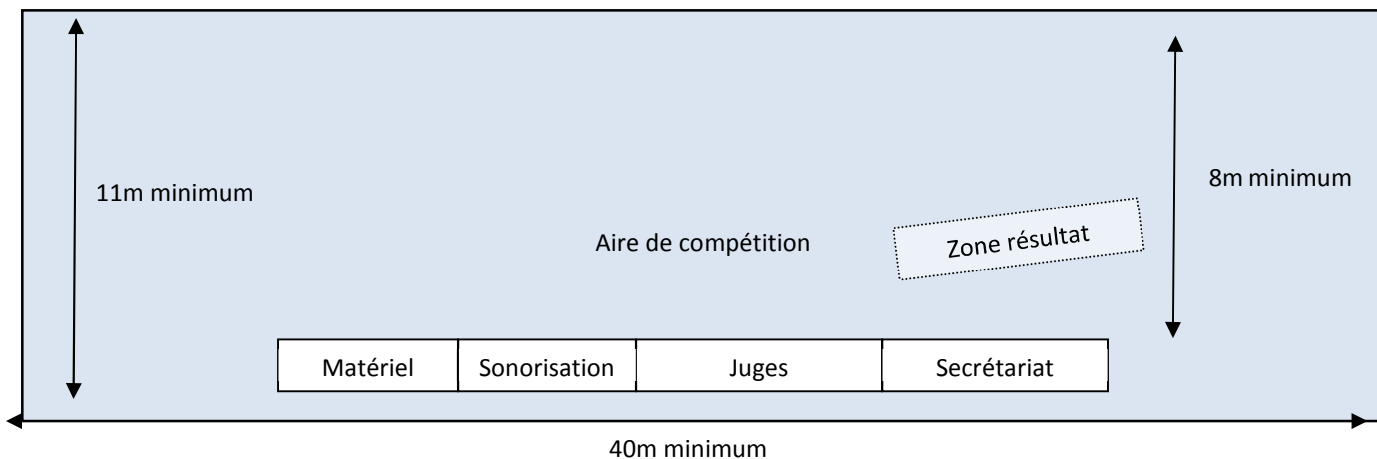 11m minimum
8m minimum
Aire de compétition
Zone résultat
Matériel
Sonorisation
Juges
Secrétariat
40m minimum